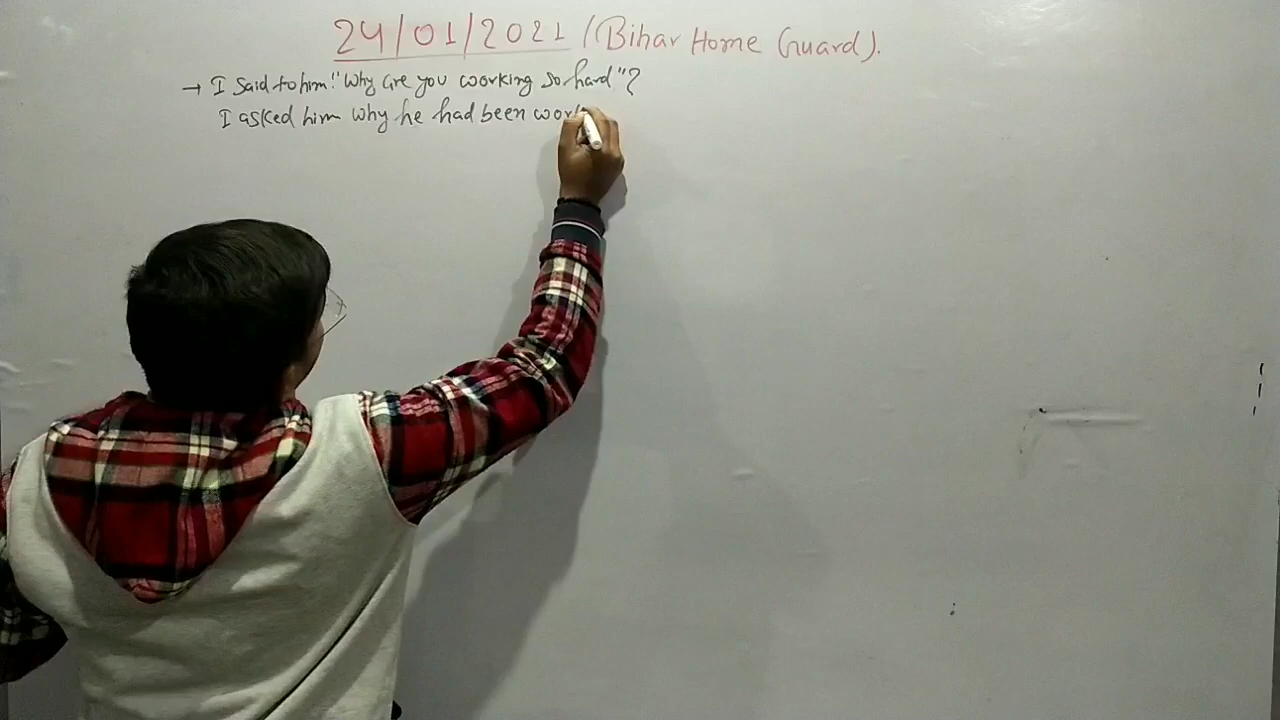 24/01/2021 (Bihar Home Guard).
→ I Said to him "Why are you working so hard"?
I asked him why he had been work